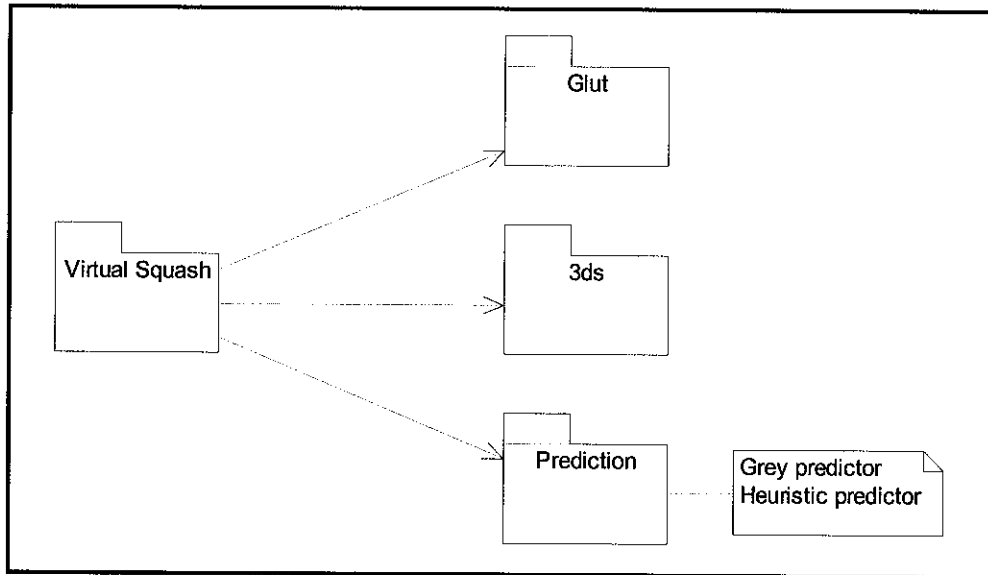 Glut
Virtual Squash
3ds
Prediction
Grey predictor
Heuristic predictor